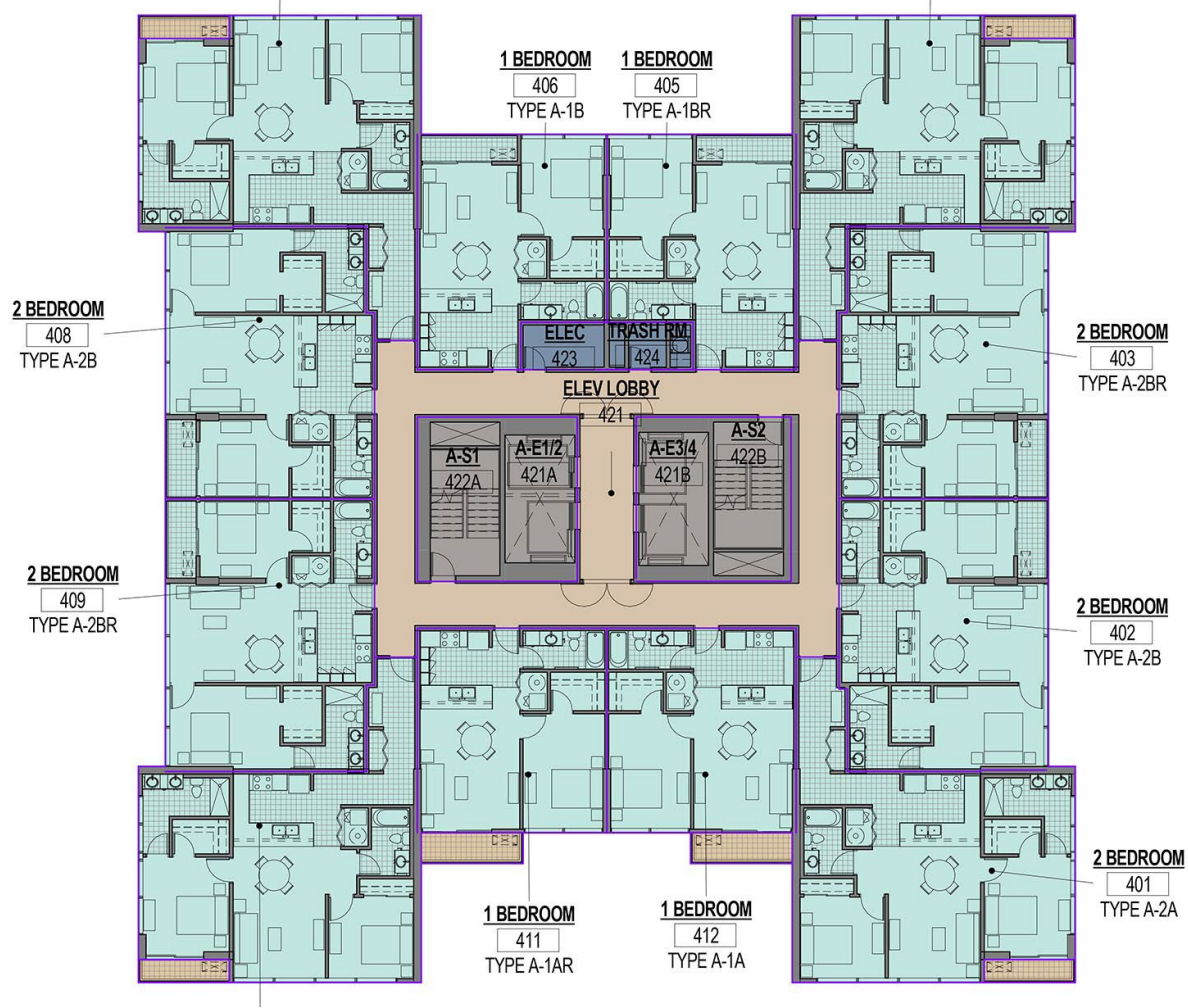 1 BEDROOM
406
TYPE A-1B
1 BEDROOM
405
TYPE A-1BR
2 BEDROOM
408
TYPE A-2B
2 BEDROOM
403
TYPE A-2BR
ELEC
423
TRASH RM
424
ELEV LOBBY
421
A-S1
422A
A-E1/2
421A
A-E3/4
421B
A-S2
422B
2 BEDROOM
409
TYPE A-2BR
2 BEDROOM
402
TYPE A-2B
2 BEDROOM
401
TYPE A-2A
1 BEDROOM
411
TYPE A-1AR
1 BEDROOM
412
TYPE A-1A